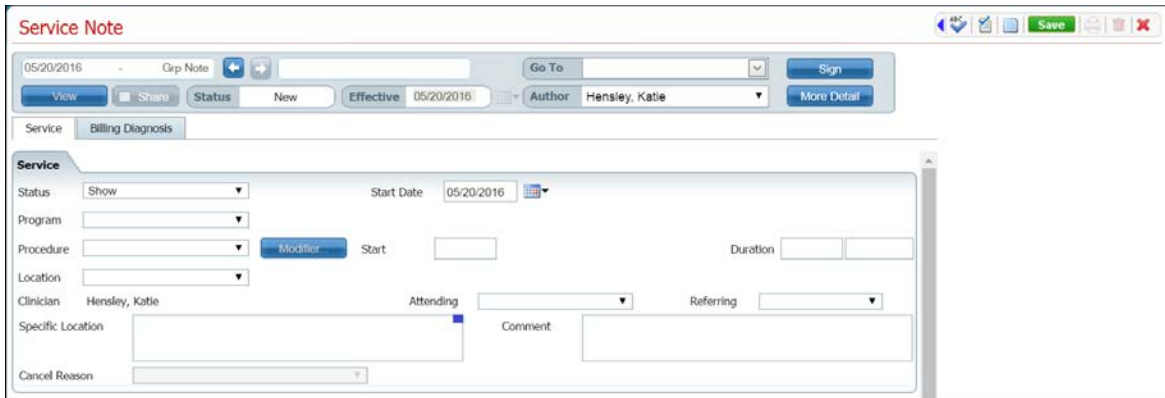 Service Note
ABC
Save
05/20/2016 - Grp Note
Go To
Sign
View Share Status New Effective 05/20/2016 Author Hensley, Katie More Detail
Service Billing Diagnosis
Service
Status Show Start Date 05/20/2016
Program
Procedure Modifier... Start Duration
Location
Clinician Hensley, Katie Attending Referring
Specific Location Comment
Cancel Reason